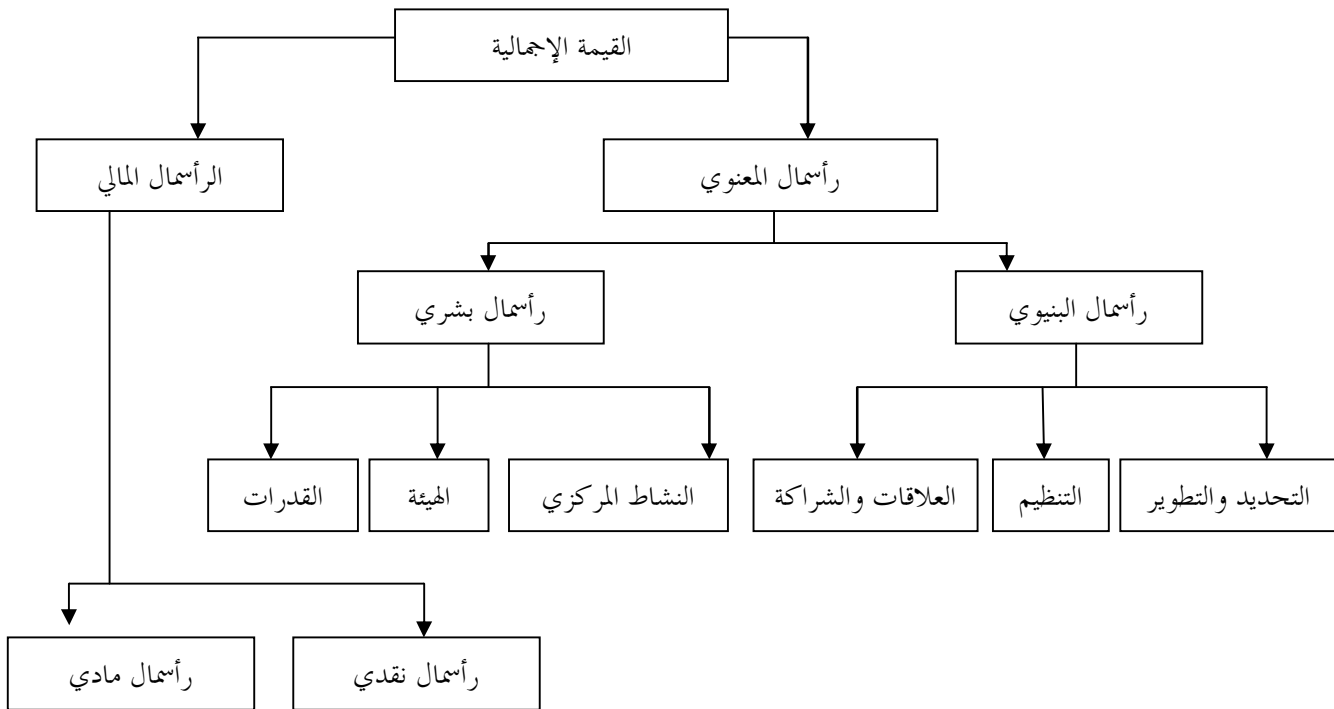 القيمة الإجمالية
رأسمال المعنوي
الرأسمال المالي
رأسمال البنيوي
رأسمال بشري
التحديد والتطوير
التنظيم
العلاقات والشراكة
النشاط المركزي
الهيئة
القدرات
رأسمال نقدي
رأسمال مادي